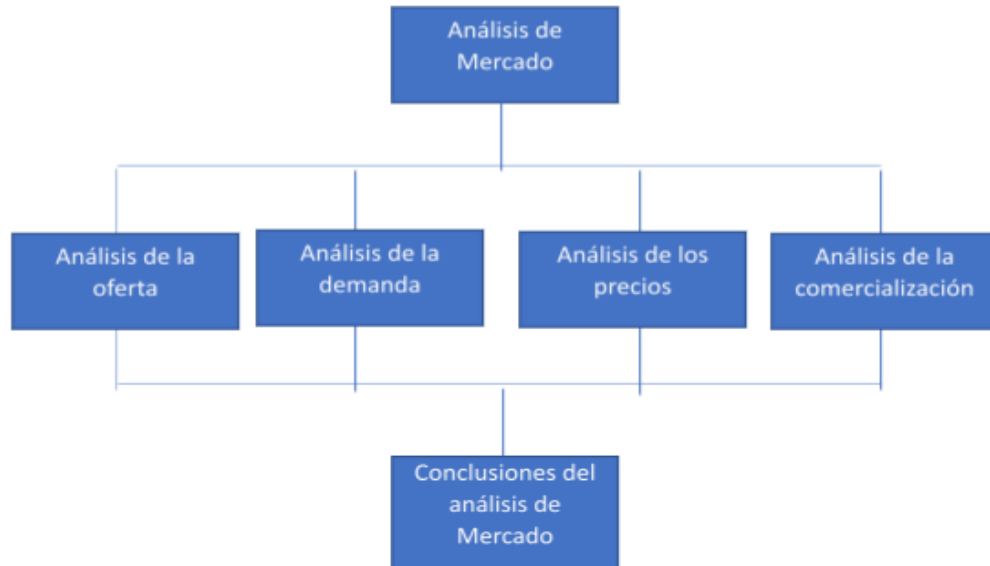 Análisis de
Mercado
Análisis de la
oferta
Análisis de la
demanda
Análisis de los
precios
Análisis de la
comercialización
Conclusiones del
análisis de
Mercado